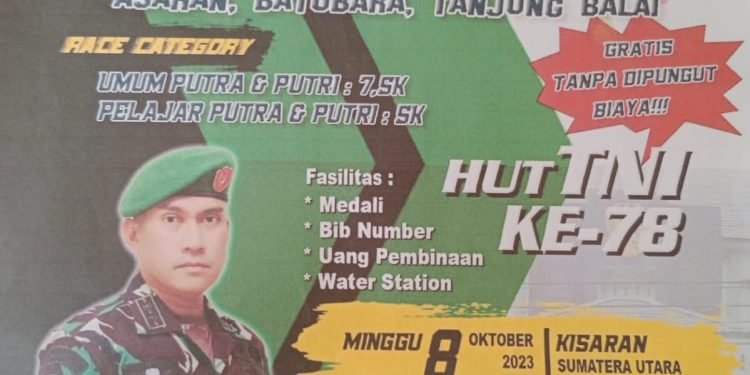 ASAHAN, BATUBARA, TANJUNG BALAI
RACE CATEGORY
UMUM PUTRA & PUTRI : 7,5K
PELAJAR PUTRA & PUTRI : 5K
GRATIS
TANPA DIPUNGUT
BIAYA!!!
HUT TNI
KE-78
Fasilitas :
* Medali
* Bib Number
* Uang Pembinaan
* Water Station
MINGGU 8 OKTOBER 2023
KISARAN
SUMATERA UTARA